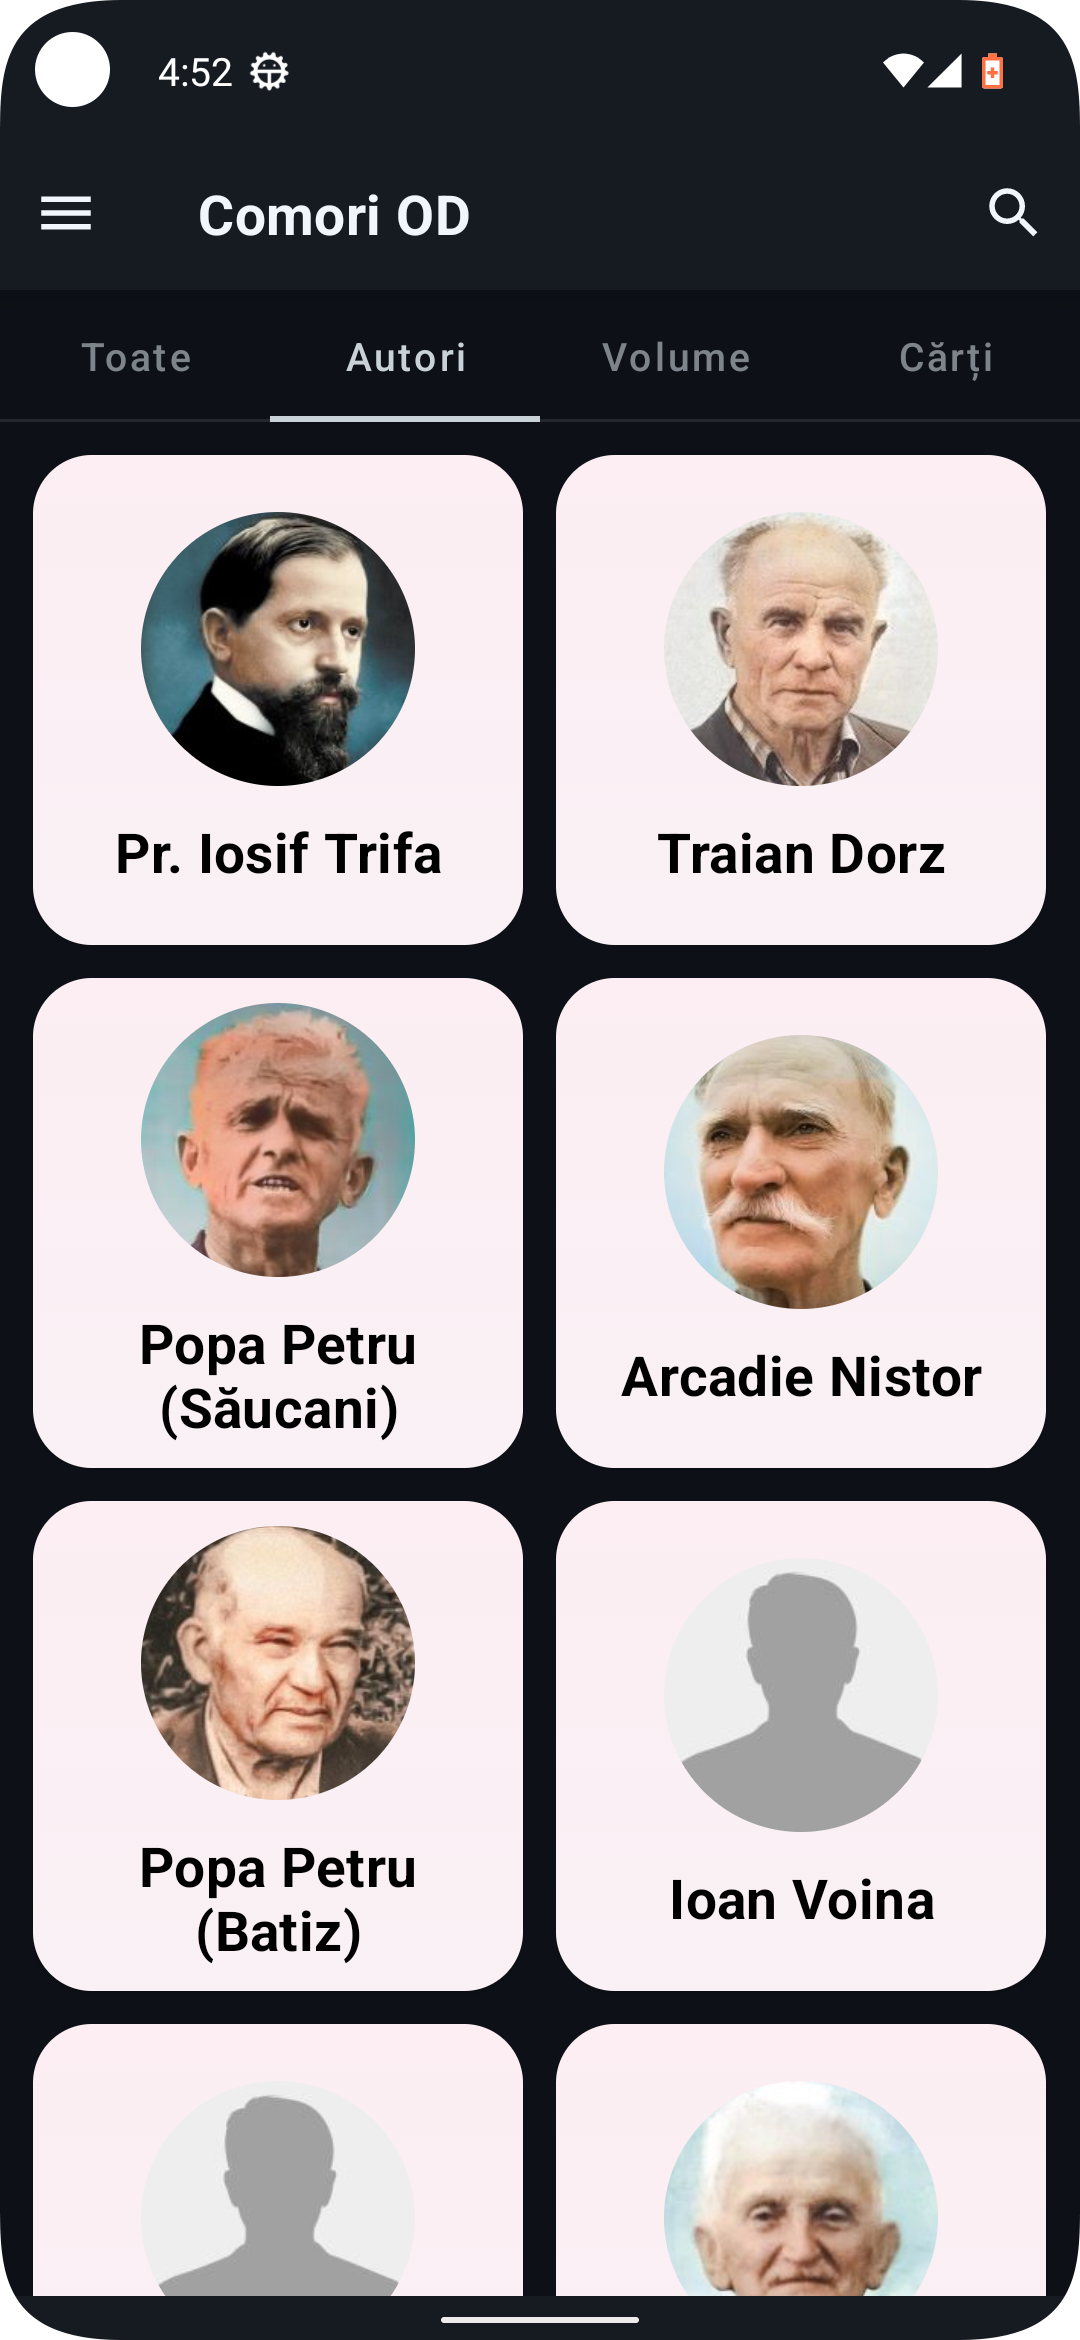 4:52
Comori OD
Toate Autori Volume Cărți
Pr. Iosif Trifa
Traian Dorz
Popa Petru
(Săucani)
Arcadie Nistor
Popa Petru
(Batiz)
Ioan Voina